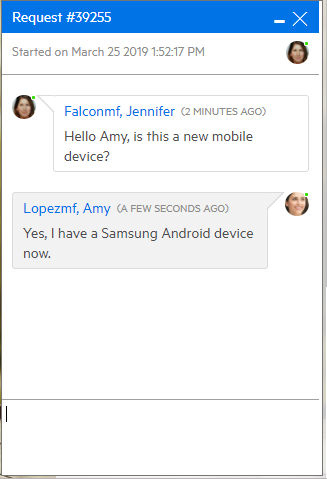 Request #39255
Started on March 25 2019 1:52:17 PM
Falconmf, Jennifer (2 MINUTES AGO)
Hello Amy, is this a new mobile
device?
Lopezmf, Amy (A FEW SECONDS AGO)
Yes, I have a Samsung Android device
now.